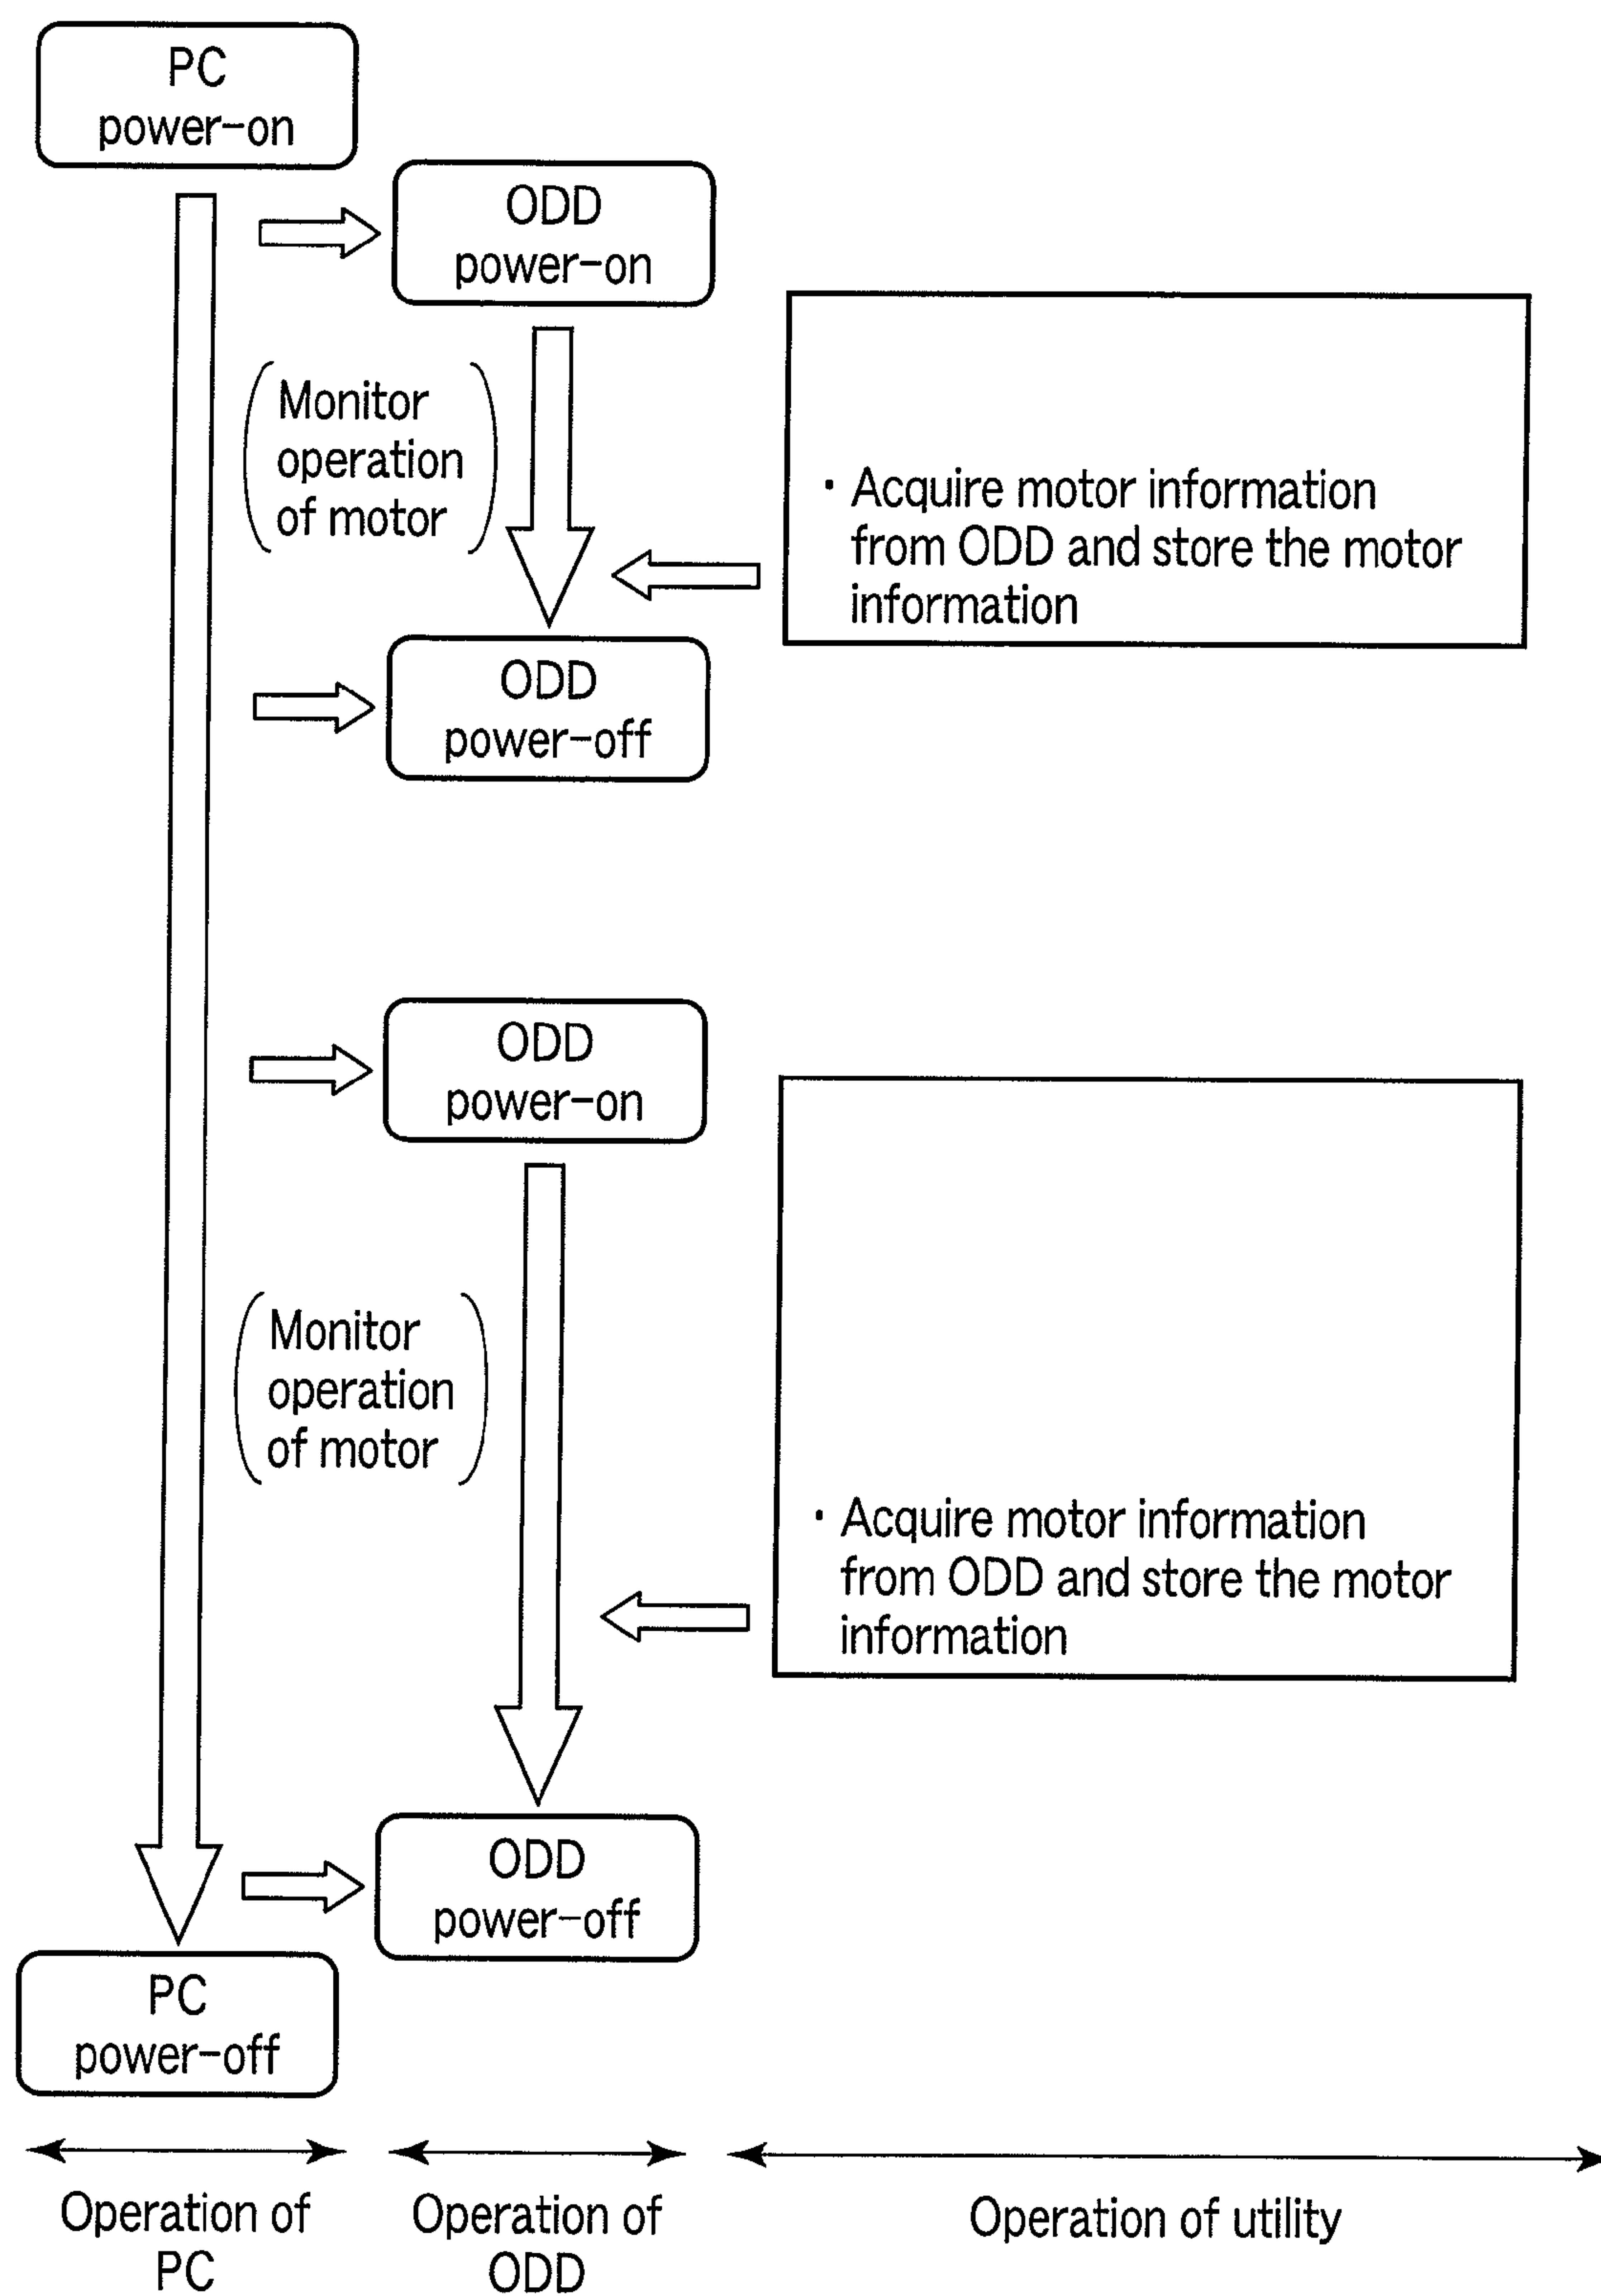 PC
power-on
ODD
power-on
Monitor
operation
of motor
· Acquire motor information
from ODD and store the motor
information
ODD
power-off
ODD
power-on
Monitor
operation
of motor
· Acquire motor information
from ODD and store the motor
information
ODD
power-off
PC
power-off
Operation of
PC
Operation of
ODD
Operation of utility